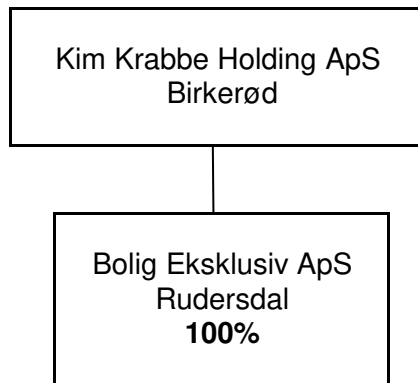 Kim Krabbe Holding ApS
Birkerød
Bolig Eksklusiv ApS
Rudersdal
100%